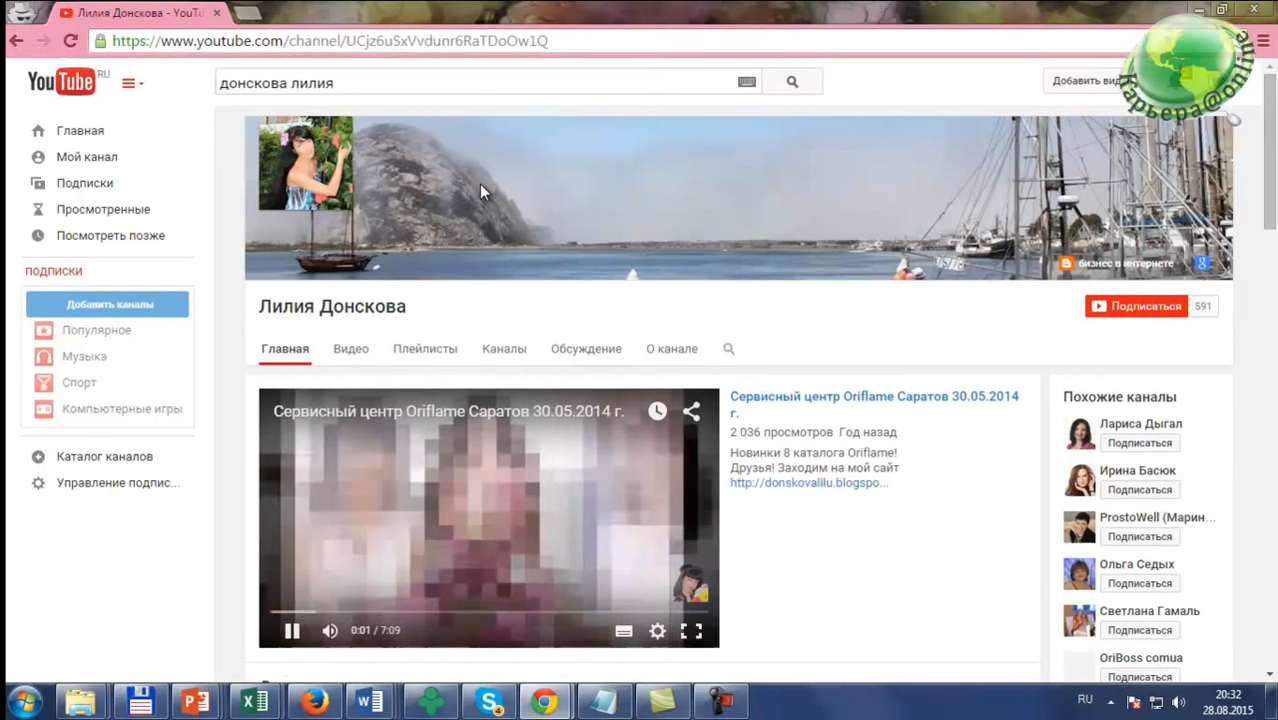 Лилия Донскова - YouTu
https://www.youtube.com/channel/UCjz6uSxVvdunr6RaTDoOw1Q
YouTube RU
донскова лилия
Добавить вид
Карьера@online
Главная
Мой канал
Подписки
Просмотренные
Посмотреть позже
ПОДПИСКИ
Добавить каналы
Популярное
Музыка
Спорт
Компьютерные игры
Каталог каналов
Управление подпис...
бизнес в интернете
Лилия Донскова
Подписаться 591
Главная Видео Плейлисты Каналы Обсуждение О канале
Сервисный центр Oriflame Саратов 30.05.2014 г.
0:01 / 7:09
Сервисный центр Oriflame Саратов 30.05.2014
г.
2 036 просмотров Год назад
Новинки 8 каталога Oriflame!
Друзья! Заходим на мой сайт
http://donskovalilu.blogspo...
Похожие каналы
Лариса Дыгал
Подписаться
Ирина Басюк
Подписаться
ProstoWell (Марин...
Подписаться
Ольга Седых
Подписаться
Светлана Гамаль
Подписаться
OriBoss comua
Подписаться
RU
20:32
28.08.2015